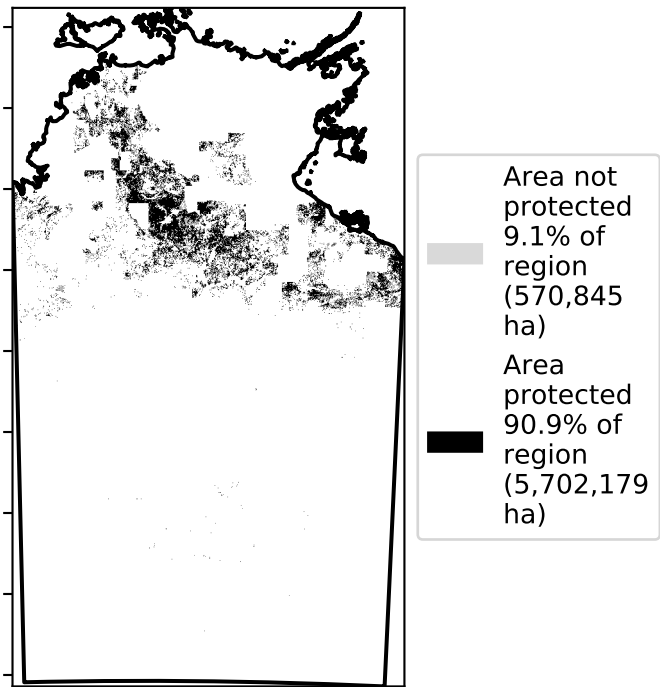 Area not
protected
9.1% of
region
(570,845
ha)
Area
protected
90.9% of
region
(5,702,179
ha)